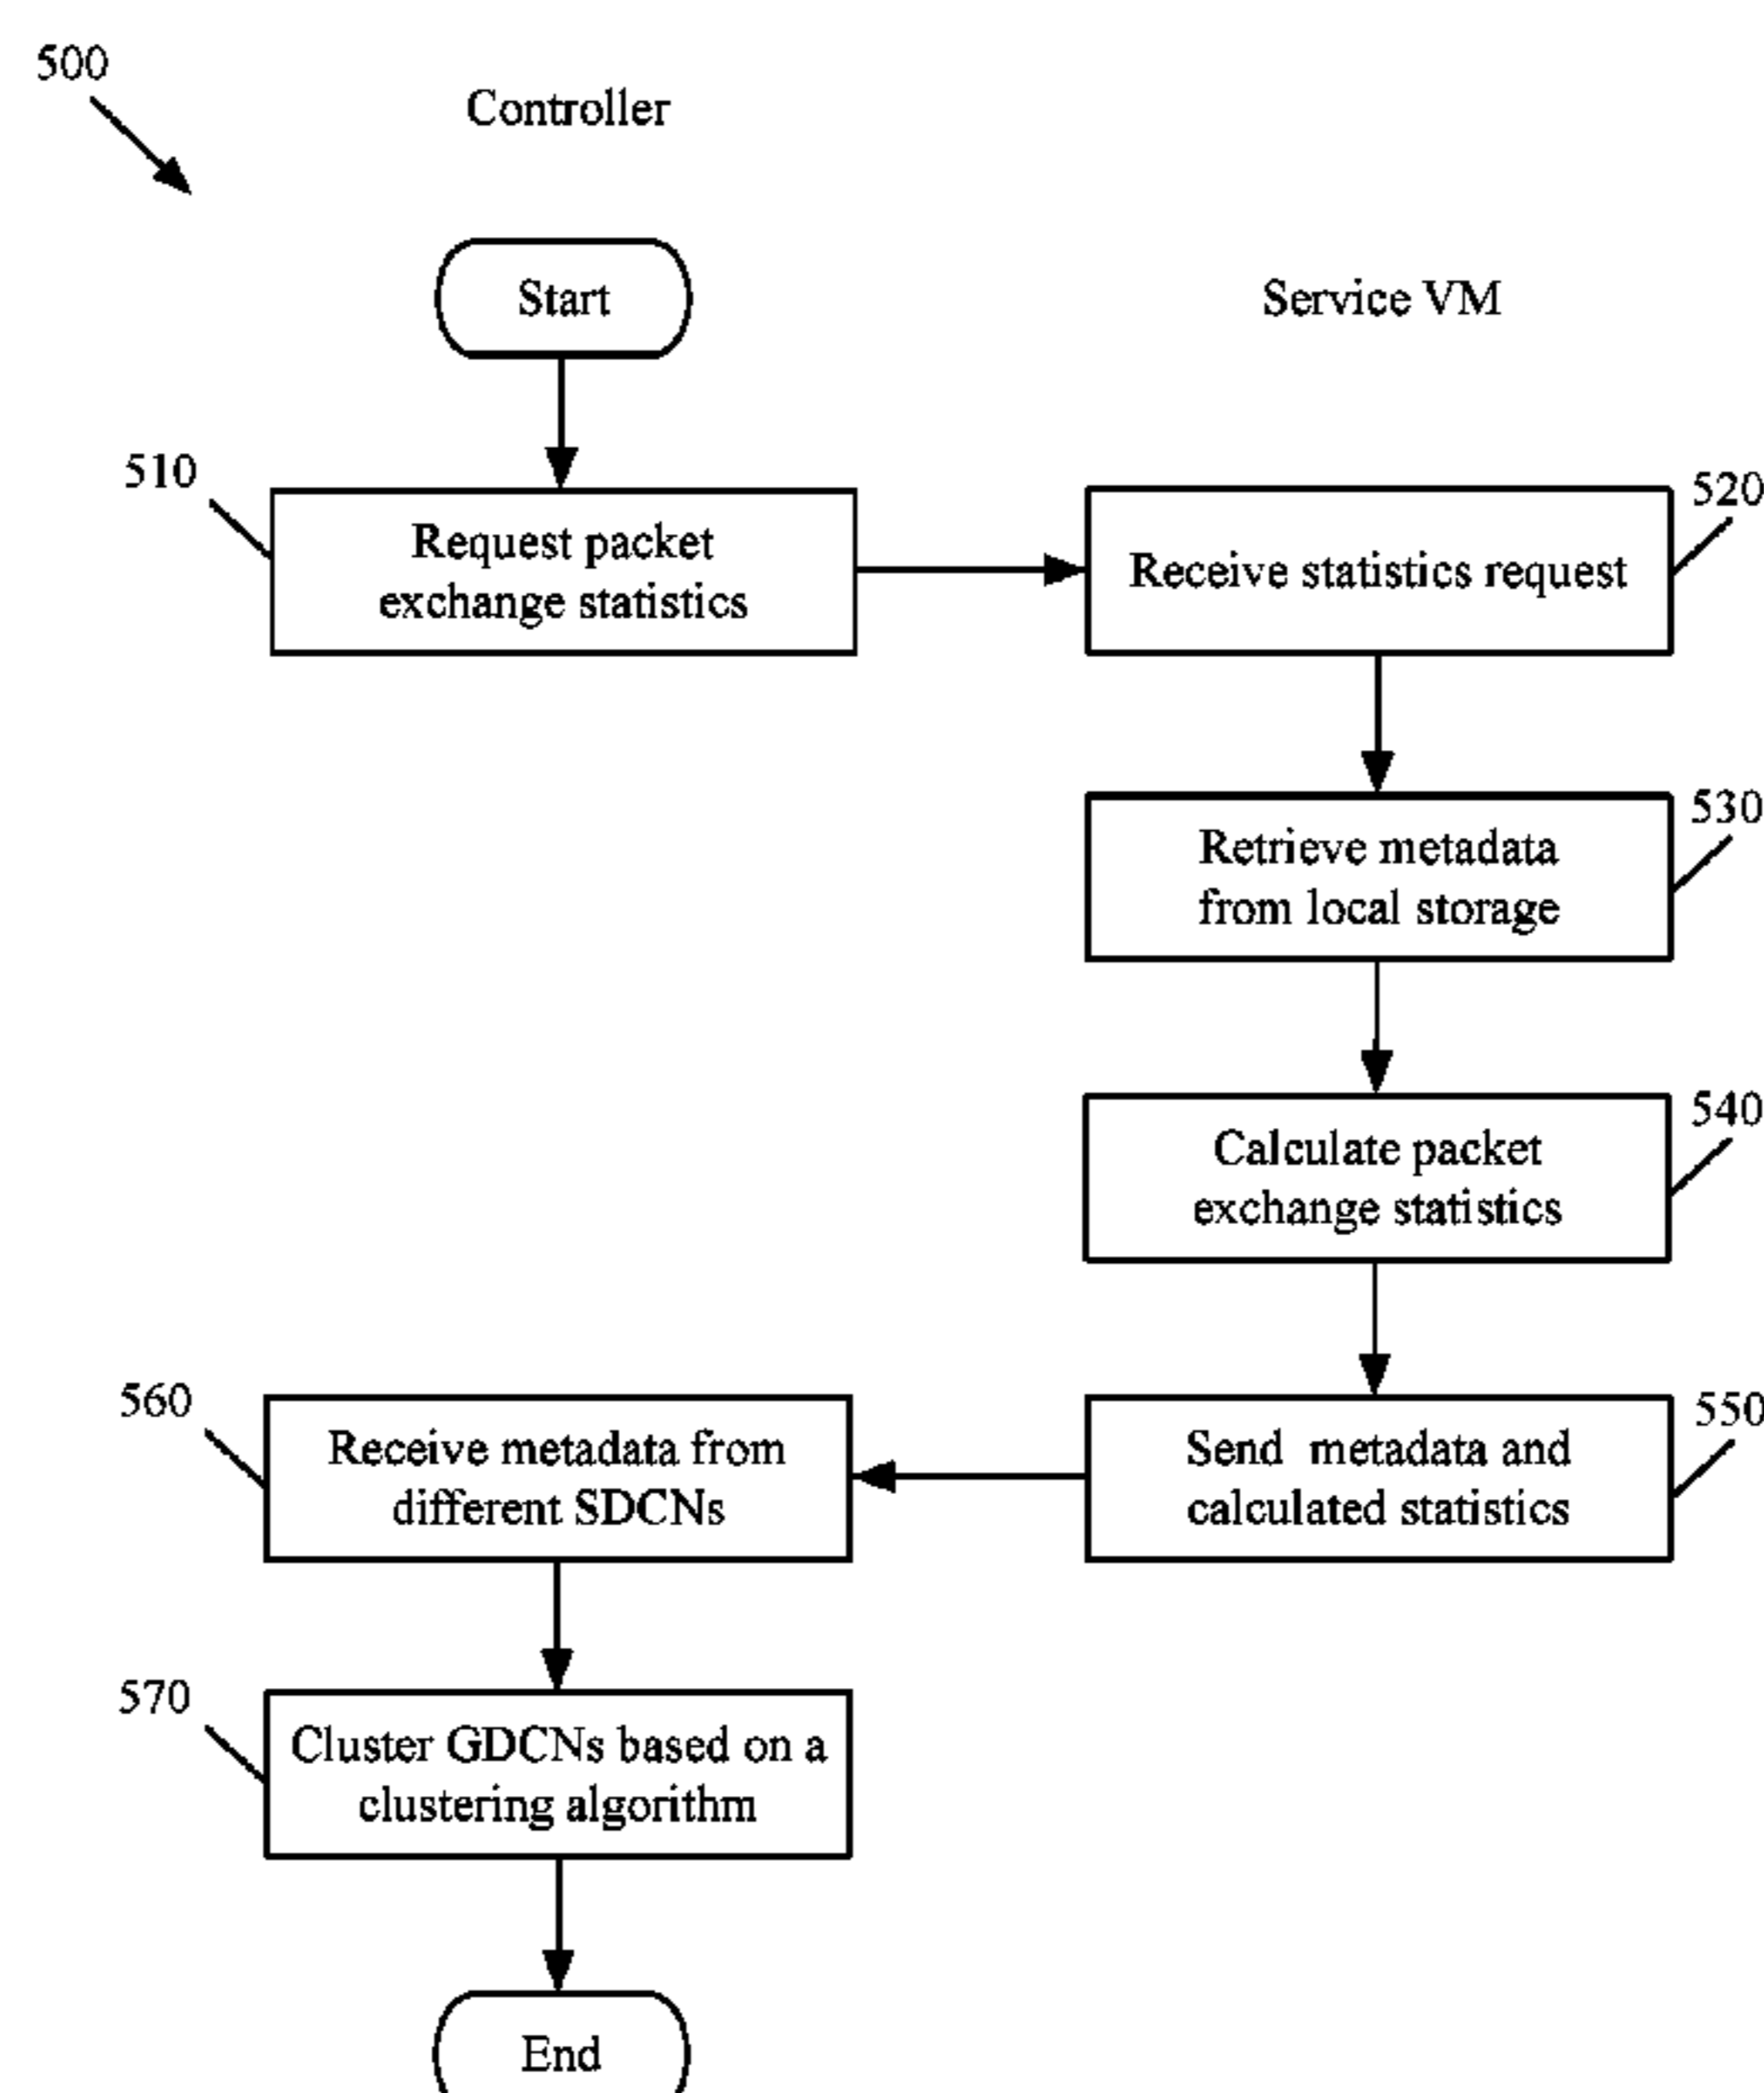 500
Controller
Start
Service VM
510
Request packet
exchange statistics
520
Receive statistics request
530
Retrieve metadata
from local storage
540
Calculate packet
exchange statistics
550
Send metadata and
calculated statistics
560
Receive metadata from
different SDCNs
570
Cluster GDCNs based on a
clustering algorithm
End